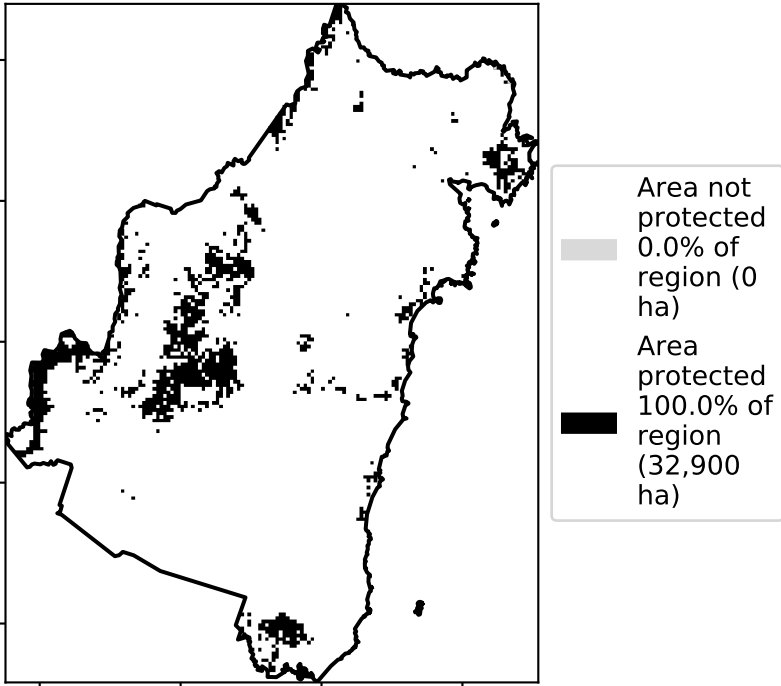 Area not
protected
0.0% of
region (0
ha)
Area
protected
100.0% of
region
(32,900
ha)